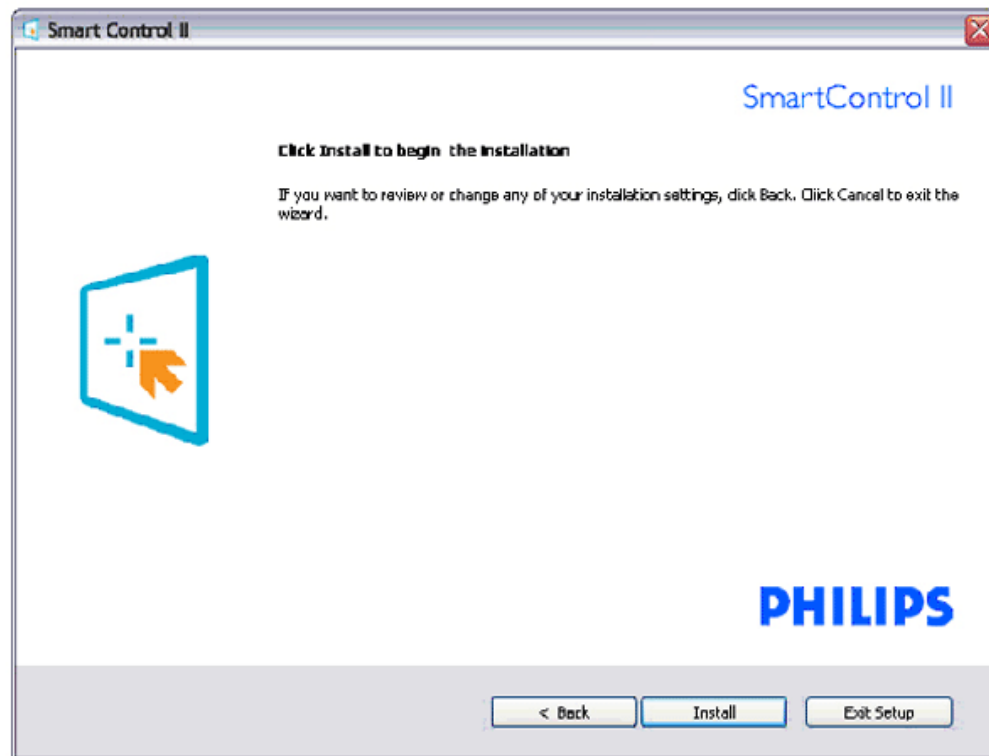 Smart Control II
SmartControl II
Click Install to begin the installation
If you want to review or change any of your installation settings, click Back. Click Cancel to exit the
wizard.
PHILIPS
< Back
Install
Exit Setup